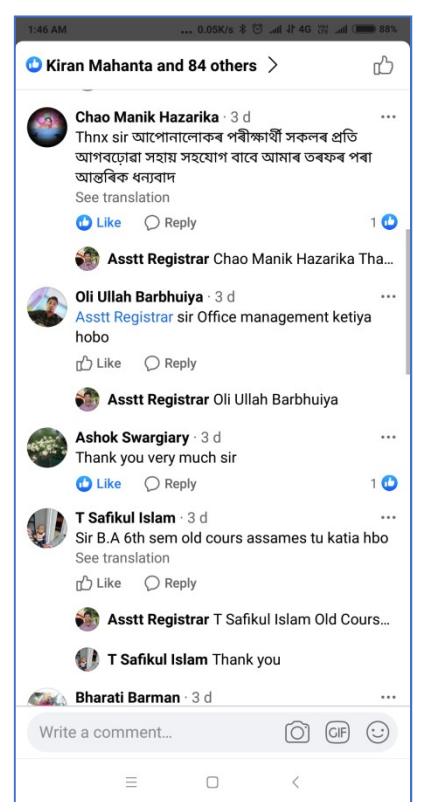 1:46 AM ... 0.05K/s 4G 88%
Kiran Mahanta and 84 others
Chao Manik Hazarika · 3 d
Thnx sir আপোনালোকৰ পৰীক্ষাৰ্থী সকলৰ প্ৰতি
আগবঢ়োৱা সহায় সহযোগ বাবে আমাৰ তৰফৰ পৰা
আন্তৰিক ধন্যবাদ
See translation
Like Reply 1
Asstt Registrar Chao Manik Hazarika Tha...
Oli Ullah Barbhuiya · 3 d
Asstt Registrar sir Office management ketiya
hobo
Like Reply
Asstt Registrar Oli Ullah Barbhuiya
Ashok Swargiary · 3 d
Thank you very much sir
Like Reply 1
T Safikul Islam · 3 d
Sir B.A 6th sem old cours assames tu katia hbo
See translation
Like Reply
Asstt Registrar T Safikul Islam Old Cours...
T Safikul Islam Thank you
Bharati Barman · 3 d
Write a comment...
GIF